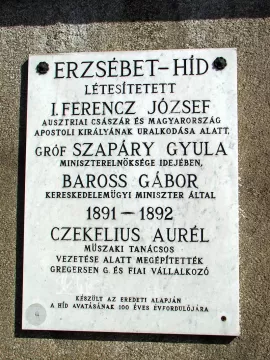 ERZSÉBET-HÍD
LÉTESÍTETETT
I. FERENCZ JÓZSEF
AUSZTRIAI CSÁSZÁR ÉS MAGYARORSZÁG
APOSTOLI KIRÁLYÁNAK URALKODÁSA ALATT,
GRÓF SZAPÁRY GYULA
MINISZTERELNÖKSÉGE IDEJÉBEN,
BAROSS GÁBOR
KERESKEDELEMÜGYI MINISZTER ÁLTAL
1891-1892
CZEKELIUS AURÉL
MŰSZAKI TANÁCSOS
VEZETÉSE ALATT MEGÉPÍTETTÉK
GREGERSEN G. ÉS FIAI VÁLLALKOZÓ
KÉSZÜLT AZ EREDETI ALAPJÁN
A HÍD AVATÁSÁNAK 100 ÉVES ÉVFORDULÓJÁRA